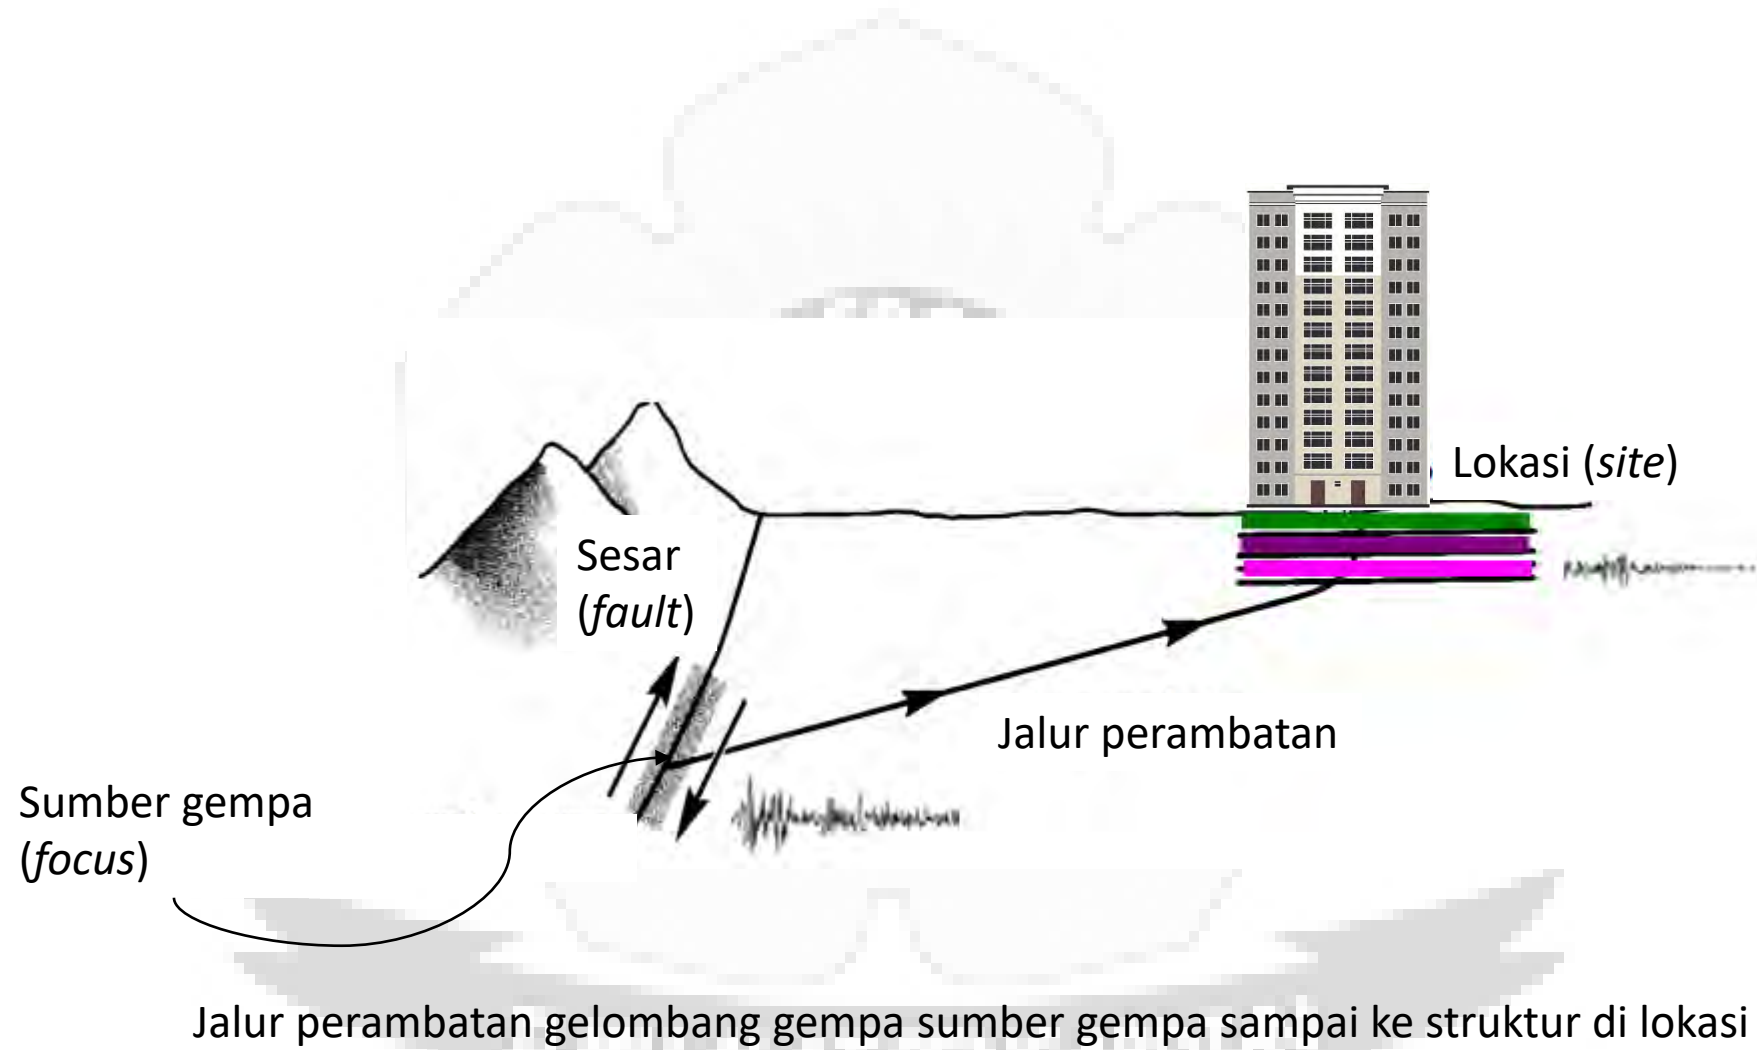 Lokasi (site)
Sesar
(fault)
Jalur perambatan
Sumber gempa
(focus)
Jalur perambatan gelombang gempa sumber gempa sampai ke struktur di lokasi